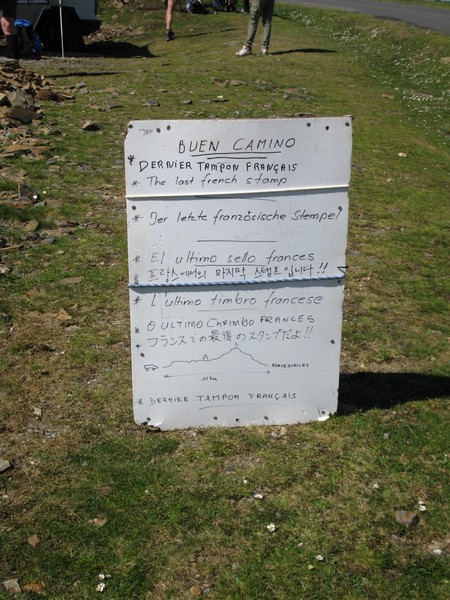 BUEN CAMINO
* DERNIER TAMPON FRANÇAIS
* The last french stamp
* Der letzte französische Stempel
* El ultimo sello frances
프랑스에서의 마지막 스탬프 입니다!!
* L'ultimo timbro francese
* O ULTIMO CARIMBO FRANCES
フランスでの最後のスタンプだよ!!
RONCEVALLES
* DERNIER TAMPON FRANÇAIS